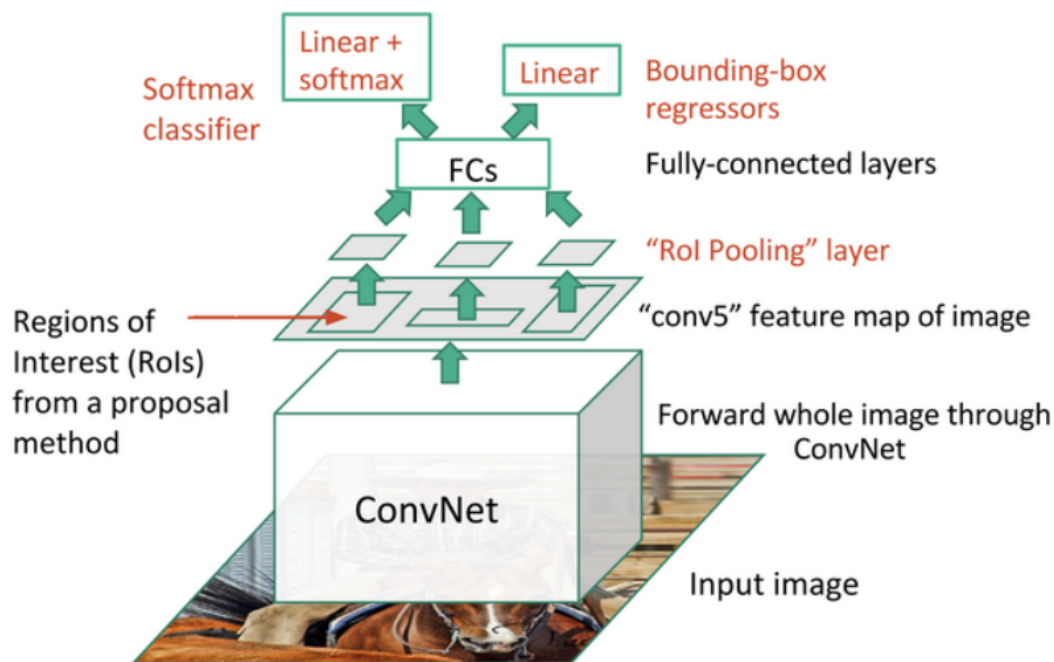 Linear +
softmax
Linear
Softmax
classifier
Bounding-box
regressors
FCs
Fully-connected layers
“RoI Pooling” layer
Regions of
Interest (RoIs)
from a proposal
method
“conv5” feature map of image
Forward whole image through
ConvNet
ConvNet
Input image